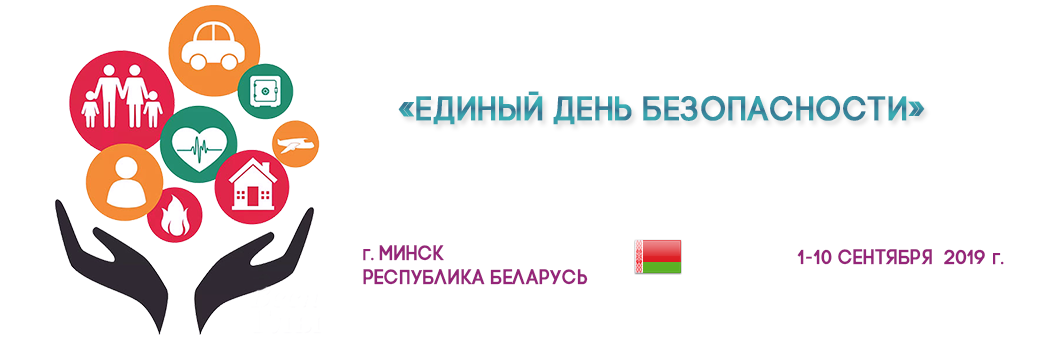 «ЕДИНЫЙ ДЕНЬ БЕЗОПАСНОСТИ»
г. МИНСК
РЕСПУБЛИКА БЕЛАРУСЬ
1-10 СЕНТЯБРЯ 2019 г.